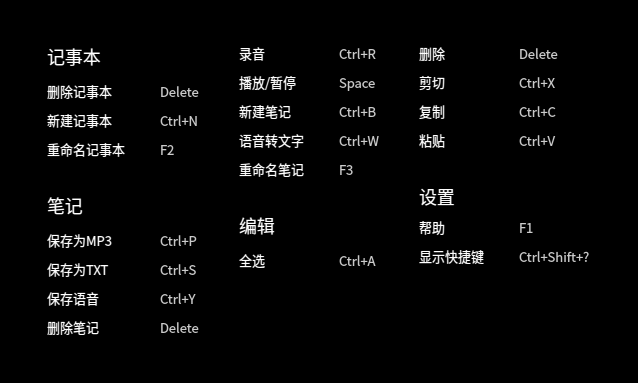 记事本
删除记事本 Delete
新建记事本 Ctrl+N
重命名记事本 F2
笔记
保存为MP3 Ctrl+P
保存为TXT Ctrl+S
保存语音 Ctrl+Y
删除笔记 Delete
录音 Ctrl+R
播放/暂停 Space
新建笔记 Ctrl+B
语音转文字 Ctrl+W
重命名笔记 F3
编辑
全选 Ctrl+A
删除 Delete
剪切 Ctrl+X
复制 Ctrl+C
粘贴 Ctrl+V
设置
帮助 F1
显示快捷键 Ctrl+Shift+?